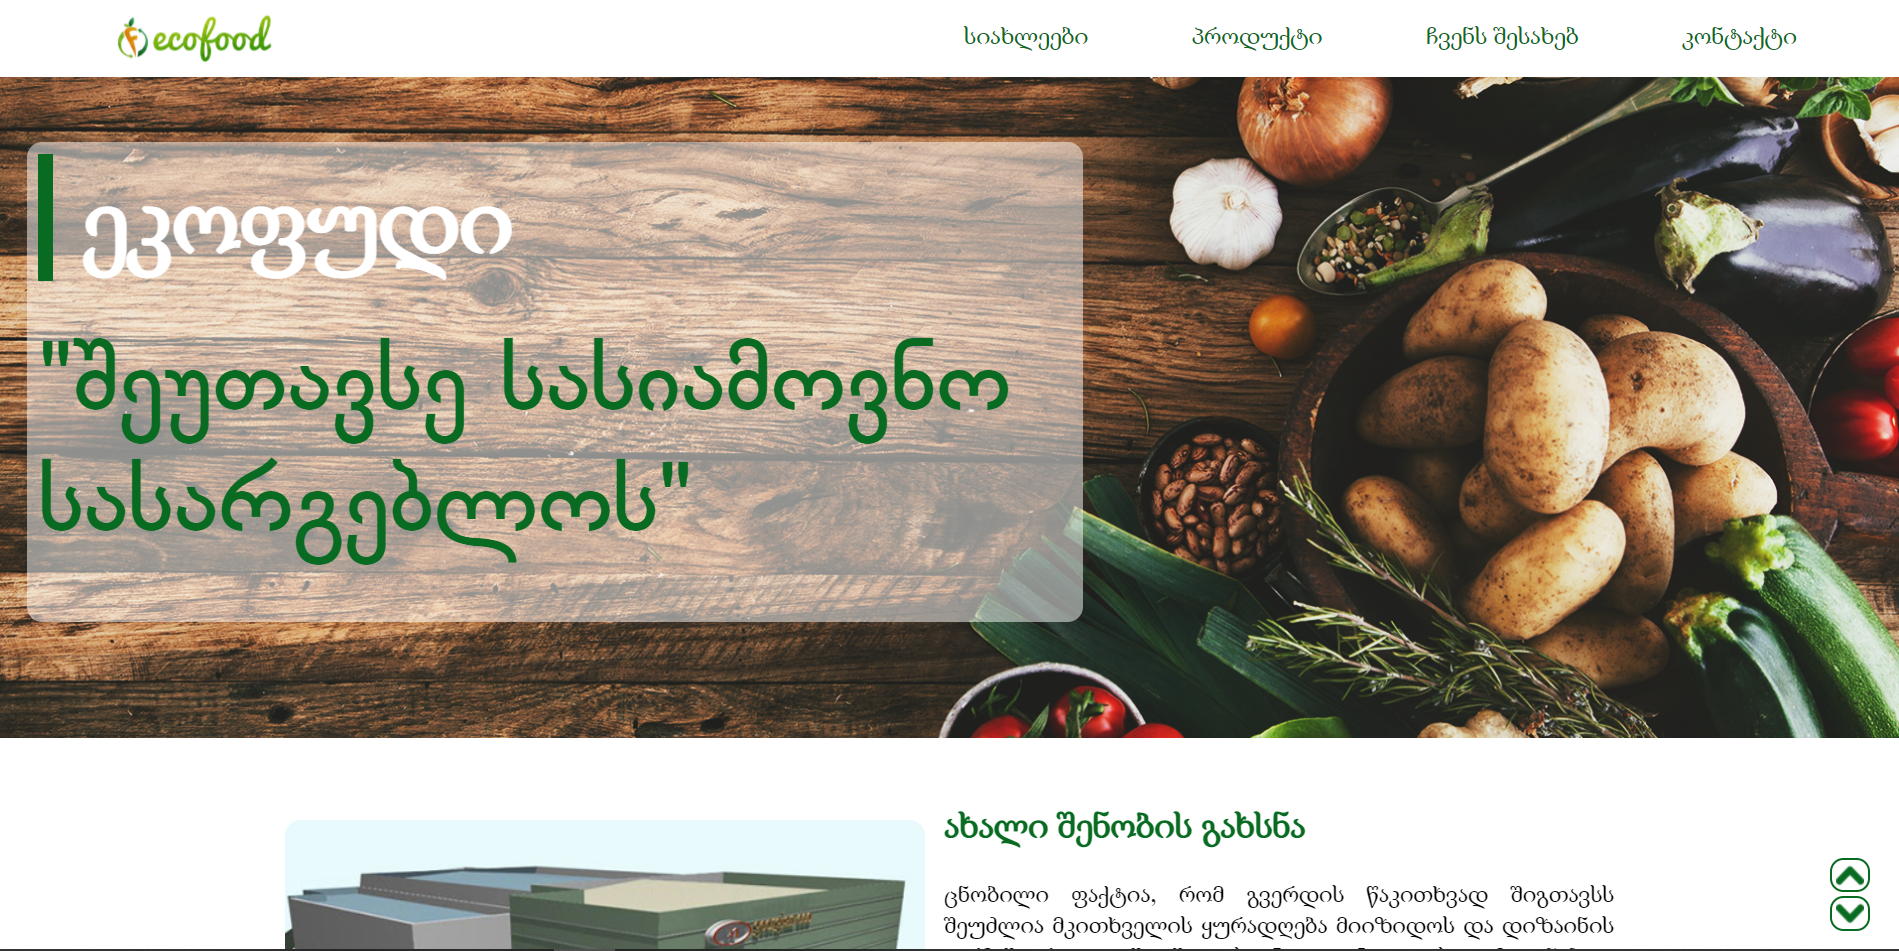 ecofood
სიახლეები პროდუქტი ჩვენს შესახებ კონტაქტი
ეკოფუდი
"შეუთავსე სასიამოვნო
სასარგებლოს"
ახალი შენობის გახსნა
ცნობილი ფაქტია, რომ გვერდის წაკითხვად შიგთავსს
შეუძლია მკითხველის ყურადღება მიიზიდოს და დიზაინის